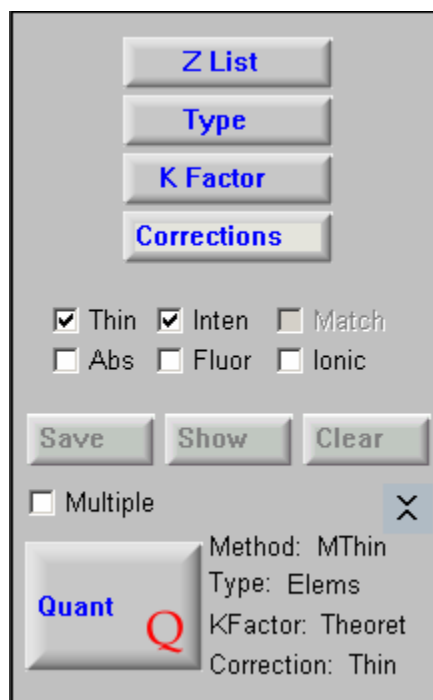 Z List
Type
K Factor
Corrections
Thin Inten Match
Abs Fluor Ionic
Save Show Clear
Multiple
Method: MThin
Type: Elems
Quant Q
KFactor: Theoret
Correction: Thin